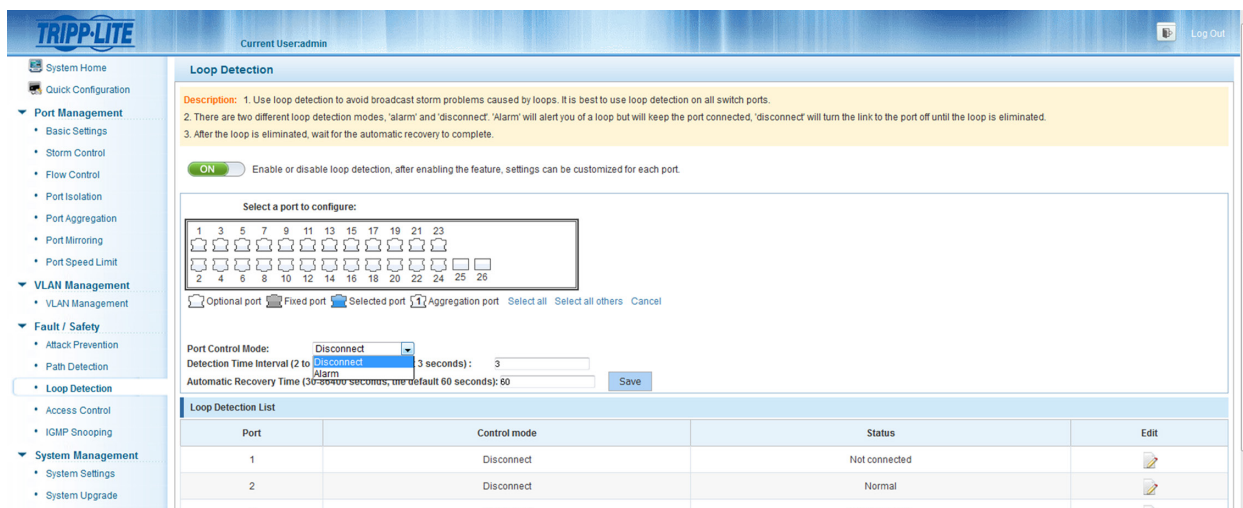 TRIPP·LITE
Current User:admin
Log Out
System Home
Quick Configuration
Port Management
Basic Settings
Storm Control
Flow Control
Port Isolation
Port Aggregation
Port Mirroring
Port Speed Limit
VLAN Management
VLAN Management
Fault / Safety
Attack Prevention
Path Detection
Loop Detection
Access Control
IGMP Snooping
System Management
System Settings
System Upgrade
Loop Detection
Description: 1. Use loop detection to avoid broadcast storm problems caused by loops. It is best to use loop detection on all switch ports.
2. There are two different loop detection modes, 'alarm' and 'disconnect'. 'Alarm' will alert you of a loop but will keep the port connected, 'disconnect' will turn the link to the port off until the loop is eliminated.
3. After the loop is eliminated, wait for the automatic recovery to complete.
ON Enable or disable loop detection, after enabling the feature, settings can be customized for each port.
Select a port to configure:
1 3 5 7 9 11 13 15 17 19 21 23
2 4 6 8 10 12 14 16 18 20 22 24 25 26
Optional port Fixed port Selected port 1 Aggregation port Select all Select all others Cancel
Port Control Mode: Disconnect
Detection Time Interval (2 to Disconnect 3 seconds) : 3
Alarm
Automatic Recovery Time (30-86400 seconds, the default 60 seconds): 60 Save
Loop Detection List
Port Control mode Status Edit
1 Disconnect Not connected
2 Disconnect Normal